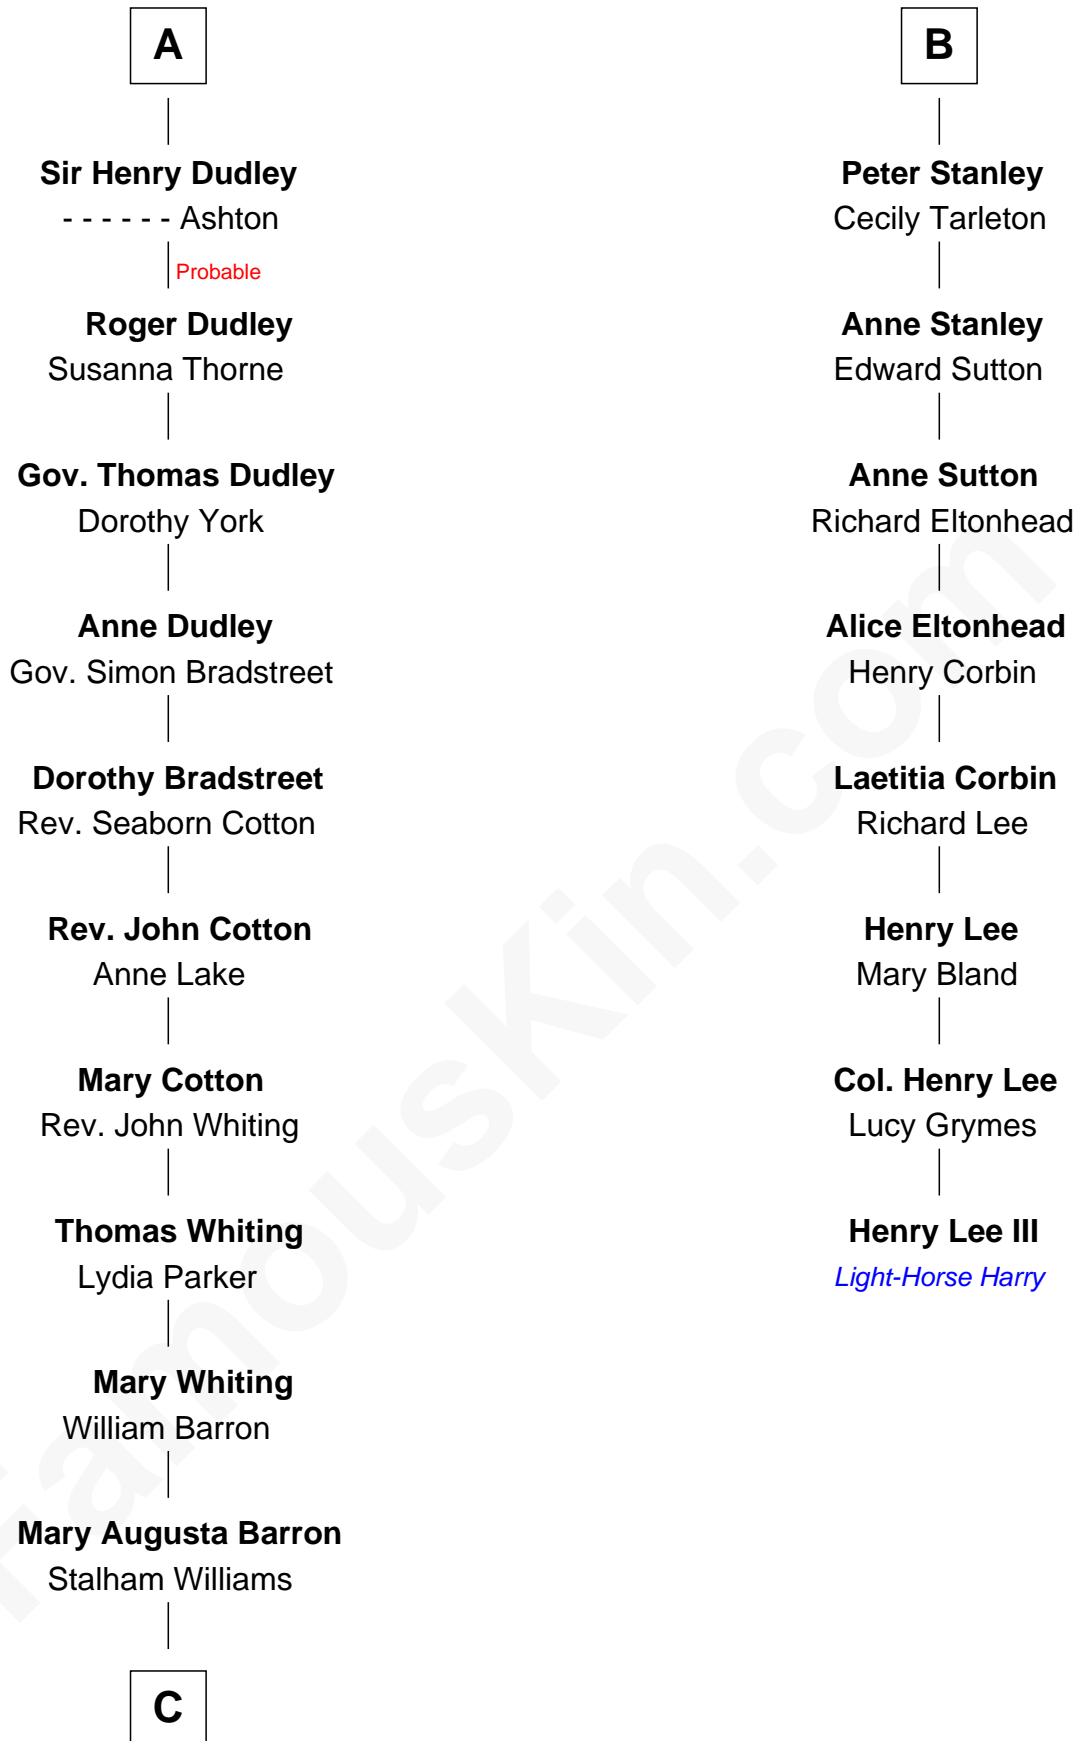 A
Sir Henry Dudley
- - - - - - Ashton
Probable
Roger Dudley
Susanna Thorne
Gov. Thomas Dudley
Dorothy York
Anne Dudley
Gov. Simon Bradstreet
Dorothy Bradstreet
Rev. Seaborn Cotton
Rev. John Cotton
Anne Lake
Mary Cotton
Rev. John Whiting
Thomas Whiting
Lydia Parker
Mary Whiting
William Barron
Mary Augusta Barron
Stalham Williams
C
B
Peter Stanley
Cecily Tarleton
Anne Stanley
Edward Sutton
Anne Sutton
Richard Eltonhead
Alice Eltonhead
Henry Corbin
Laetitia Corbin
Richard Lee
Henry Lee
Mary Bland
Col. Henry Lee
Lucy Grymes
Henry Lee III
Light-Horse Harry
FamousKin.com